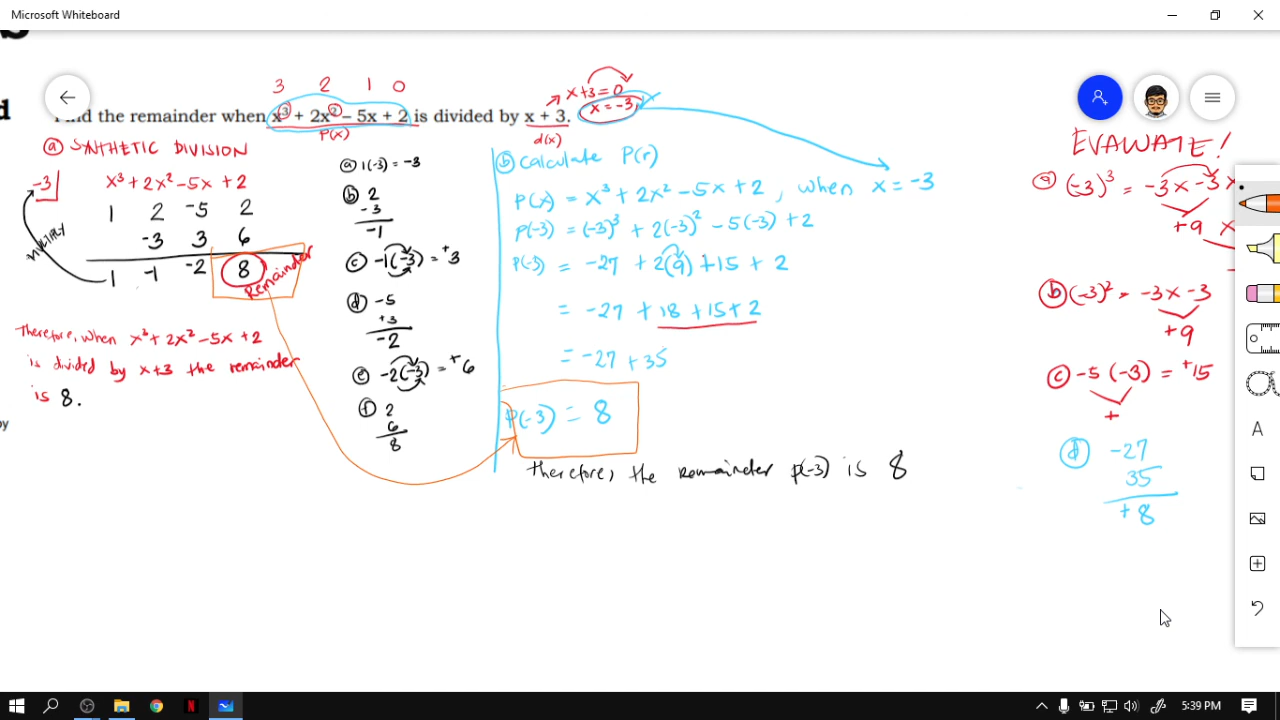 Microsoft Whiteboard
d
3 2 1 0
x+3=0
x=-3
Find the remainder when x³ + 2x² – 5x + 2 is divided by x + 3.
P(x)
d(x)
ⓐ SYNTHETIC DIVISION
-3| x³+2x²-5x+2
1 2 -5 2
-3 3 6
1 -1 -2 8
Remainder
multiply
Therefore, when x³+2x²-5x+2
is divided by x+3 the remainder
is 8.
by
ⓐ 1(-3) = -3
ⓑ 2
-3
-1
ⓒ -1(-3) = +3
ⓓ -5
+3
-2
ⓔ -2(-3) = +6
ⓕ 2
6
8
ⓑ Calculate P(r)
P(x) = x³+2x²-5x+2, when x=-3
P(-3) = (-3)³ + 2(-3)² - 5(-3) + 2
P(-3) = -27 + 2(9) +15 + 2
= -27 +18 +15+2
= -27 +35
P(-3) = 8
Therefore, the remainder P(-3) is 8
EVALUATE!
ⓐ (-3)³ = -3x -3x
+9 x
ⓑ (-3)² = -3x -3
+9
ⓒ -5(-3) = +15
+
ⓓ -27
35
+8
A
5:39 PM